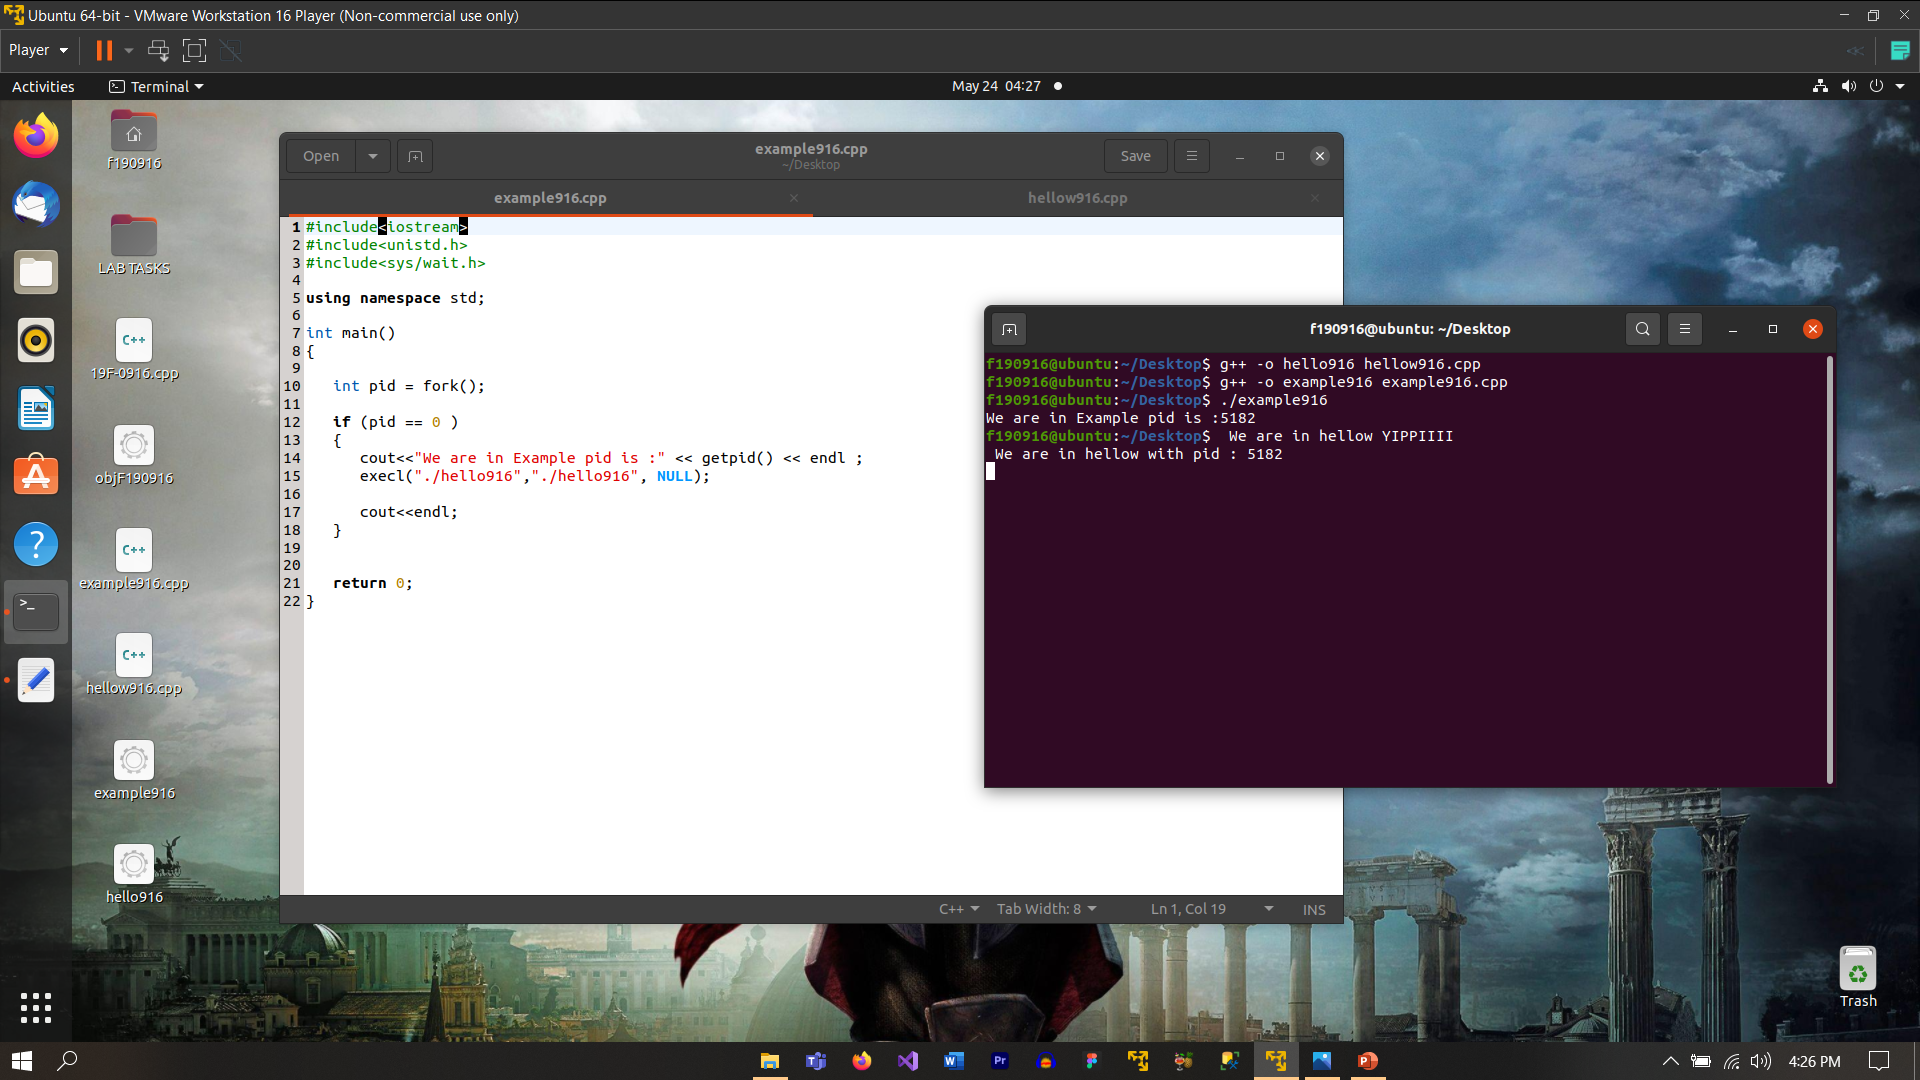 Ubuntu 64-bit - VMware Workstation 16 Player (Non-commercial use only)
Player
Activities
Terminal
May 24 04:27
f190916
LAB TASKS
19F-0916.cpp
objF190916
example916.cpp
hellow916.cpp
example916
hello916
Open
example916.cpp
~/Desktop
Save
example916.cpp
hellow916.cpp
1 #include<iostream>
2 #include<unistd.h>
3 #include<sys/wait.h>
4
5 using namespace std;
6
7 int main()
8 {
9
10 int pid = fork();
11
12 if (pid == 0 )
13 {
14 cout<<"We are in Example pid is :" << getpid() << endl ;
15 execl("./hello916","./hello916", NULL);
16
17 cout<<endl;
18 }
19
20
21 return 0;
22 }
C++
Tab Width: 8
Ln 1, Col 19
INS
f190916@ubuntu: ~/Desktop
f190916@ubuntu:~/Desktop$ g++ -o hello916 hellow916.cpp
f190916@ubuntu:~/Desktop$ g++ -o example916 example916.cpp
f190916@ubuntu:~/Desktop$ ./example916
We are in Example pid is :5182
f190916@ubuntu:~/Desktop$  We are in hellow YIPPIIII
We are in hellow with pid : 5182
Trash
4:26 PM